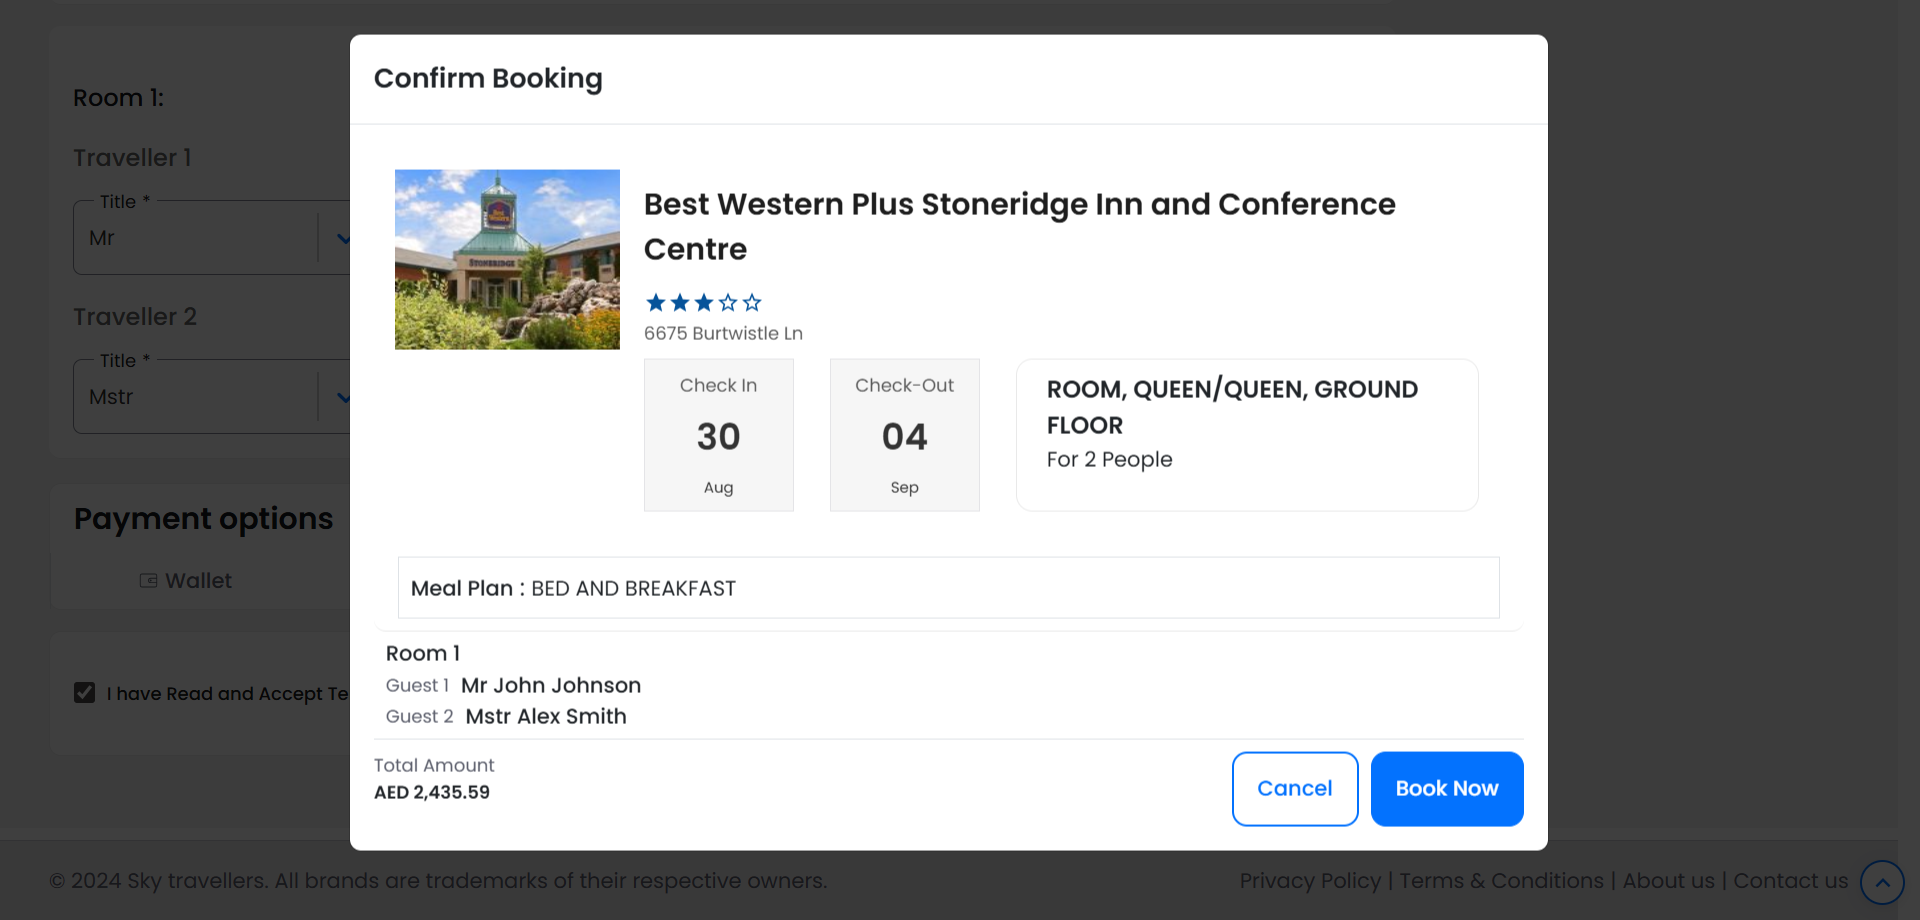 Confirm Booking
Room 1:
Traveller 1
Title *
Mr
Traveller 2
Title *
Mstr
Payment options
Wallet
I have Read and Accept Te
STONERIDGE
Best Western Plus Stoneridge Inn and Conference
Centre
6675 Burtwistle Ln
Check In
30
Aug
Check-Out
04
Sep
ROOM, QUEEN/QUEEN, GROUND
FLOOR
For 2 People
Meal Plan : BED AND BREAKFAST
Room 1
Guest 1 Mr John Johnson
Guest 2 Mstr Alex Smith
Total Amount
AED 2,435.59
Cancel
Book Now
© 2024 Sky travellers. All brands are trademarks of their respective owners.
Privacy Policy | Terms & Conditions | About us | Contact us